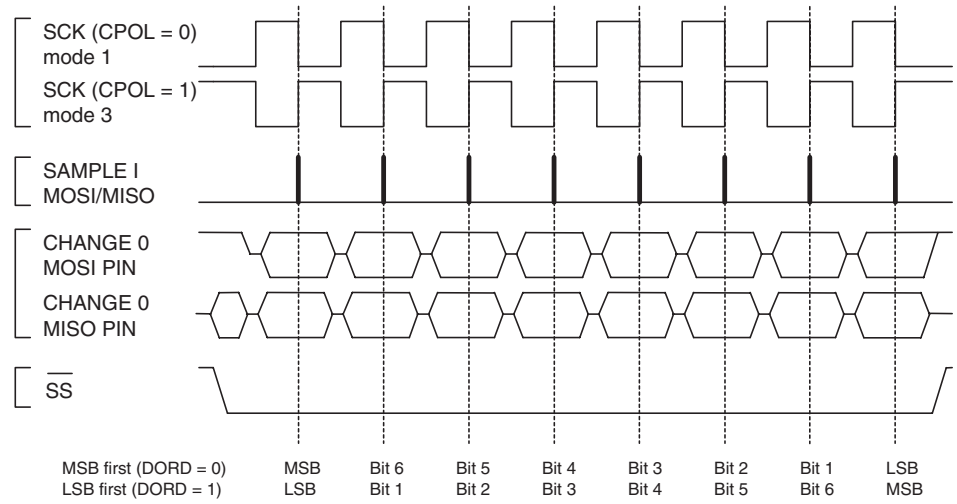 SCK (CPOL = 0)
mode 1
SCK (CPOL = 1)
mode 3
SAMPLE I
MOSI/MISO
CHANGE 0
MOSI PIN
CHANGE 0
MISO PIN
SS
MSB first (DORD = 0) MSB Bit 6 Bit 5 Bit 4 Bit 3 Bit 2 Bit 1 LSB
LSB first (DORD = 1) LSB Bit 1 Bit 2 Bit 3 Bit 4 Bit 5 Bit 6 MSB